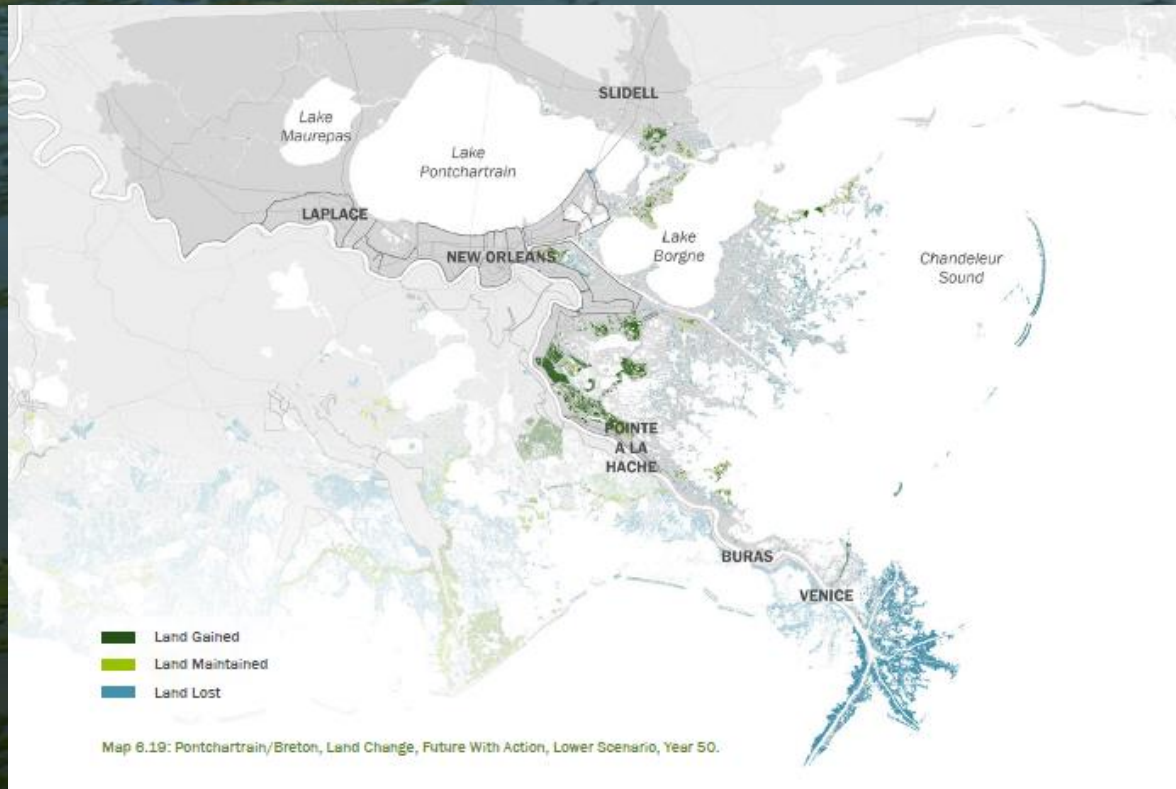 SLIDELL
Lake
Maurepas
Lake
Pontchartrain
LAPLACE
NEW ORLEANS
Lake
Borgne
Chandeleur
Sound
POINTE
A LA
HACHE
BURAS
VENICE
Land Gained
Land Maintained
Land Lost
Map 6.19: Pontchartrain/Breton, Land Change, Future With Action, Lower Scenario, Year 50.